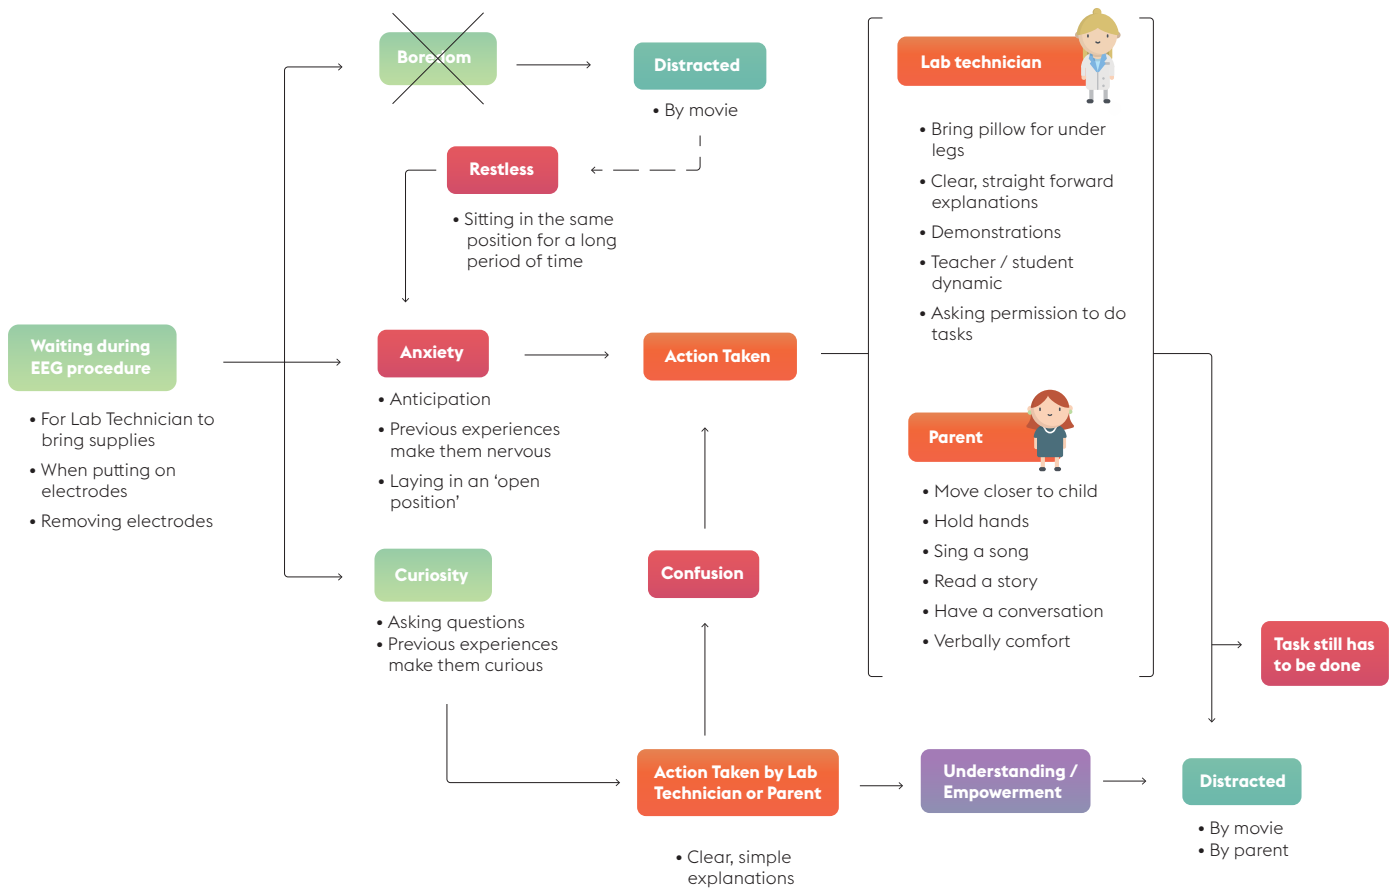 Boredom
Distracted
• By movie
Restless
• Sitting in the same
position for a long
period of time
Waiting during
EEG procedure
• For Lab Technician to
bring supplies
• When putting on
electrodes
• Removing electrodes
Anxiety
• Anticipation
• Previous experiences
make them nervous
• Laying in an ‘open
position’
Curiosity
• Asking questions
• Previous experiences
make them curious
Action Taken
Confusion
Action Taken by Lab
Technician or Parent
• Clear, simple
explanations
Lab technician
• Bring pillow for under
legs
• Clear, straight forward
explanations
• Demonstrations
• Teacher / student
dynamic
• Asking permission to do
tasks
Parent
• Move closer to child
• Hold hands
• Sing a song
• Read a story
• Have a conversation
• Verbally comfort
Understanding /
Empowerment
Task still has
to be done
Distracted
• By movie
• By parent